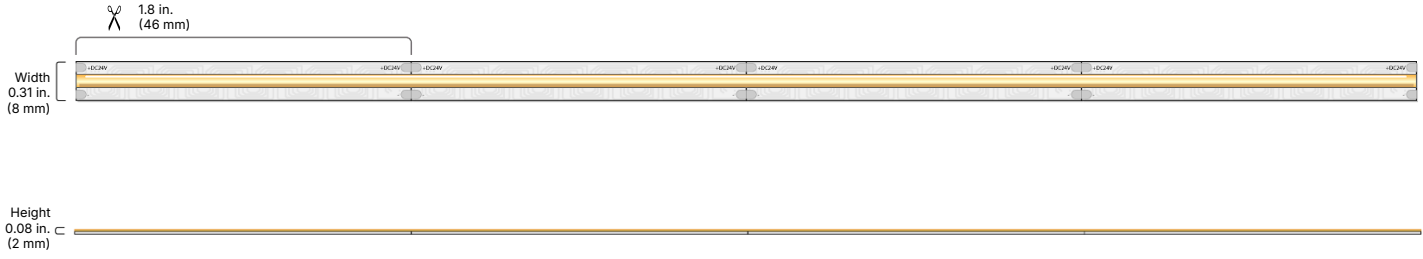 1.8 in.
(46 mm)
Width
0.31 in.
(8 mm)
+DC24V +DC24V +DC24V +DC24V +DC24V +DC24V +DC24V +DC24V
- - - - - - - -
Height
0.08 in.
(2 mm)